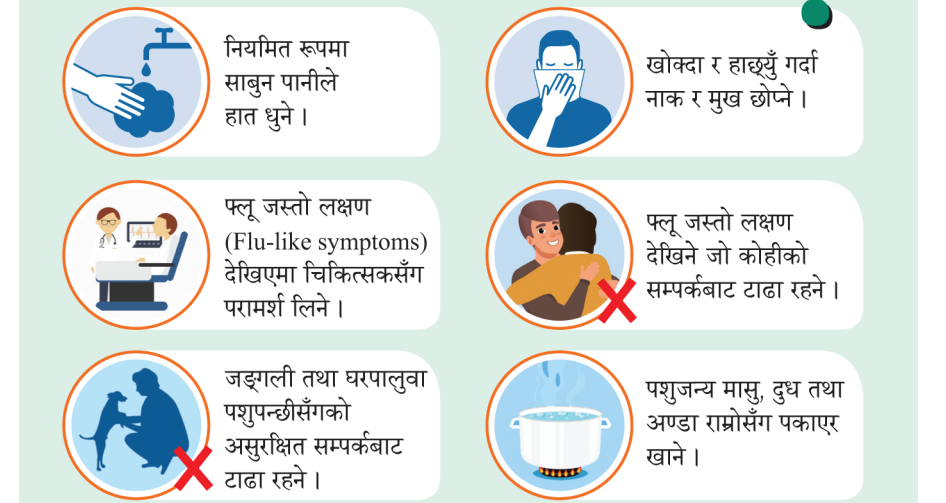 नियमित रूपमा
साबुन पानीले
हात धुने ।
खोक्दा र हाछ्युँ गर्दा
नाक र मुख छोप्ने ।
फ्लू जस्तो लक्षण
(Flu-like symptoms)
देखिएमा चिकित्सकसँग
परामर्श लिने ।
फ्लू जस्तो लक्षण
देखिने जो कोहीको
सम्पर्कबाट टाढा रहने ।
जङ्गली तथा घरपालुवा
पशुपन्छीसँगको
असुरक्षित सम्पर्कबाट
टाढा रहने ।
पशुजन्य मासु, दुध तथा
अण्डा राम्रोसँग पकाएर
खाने ।